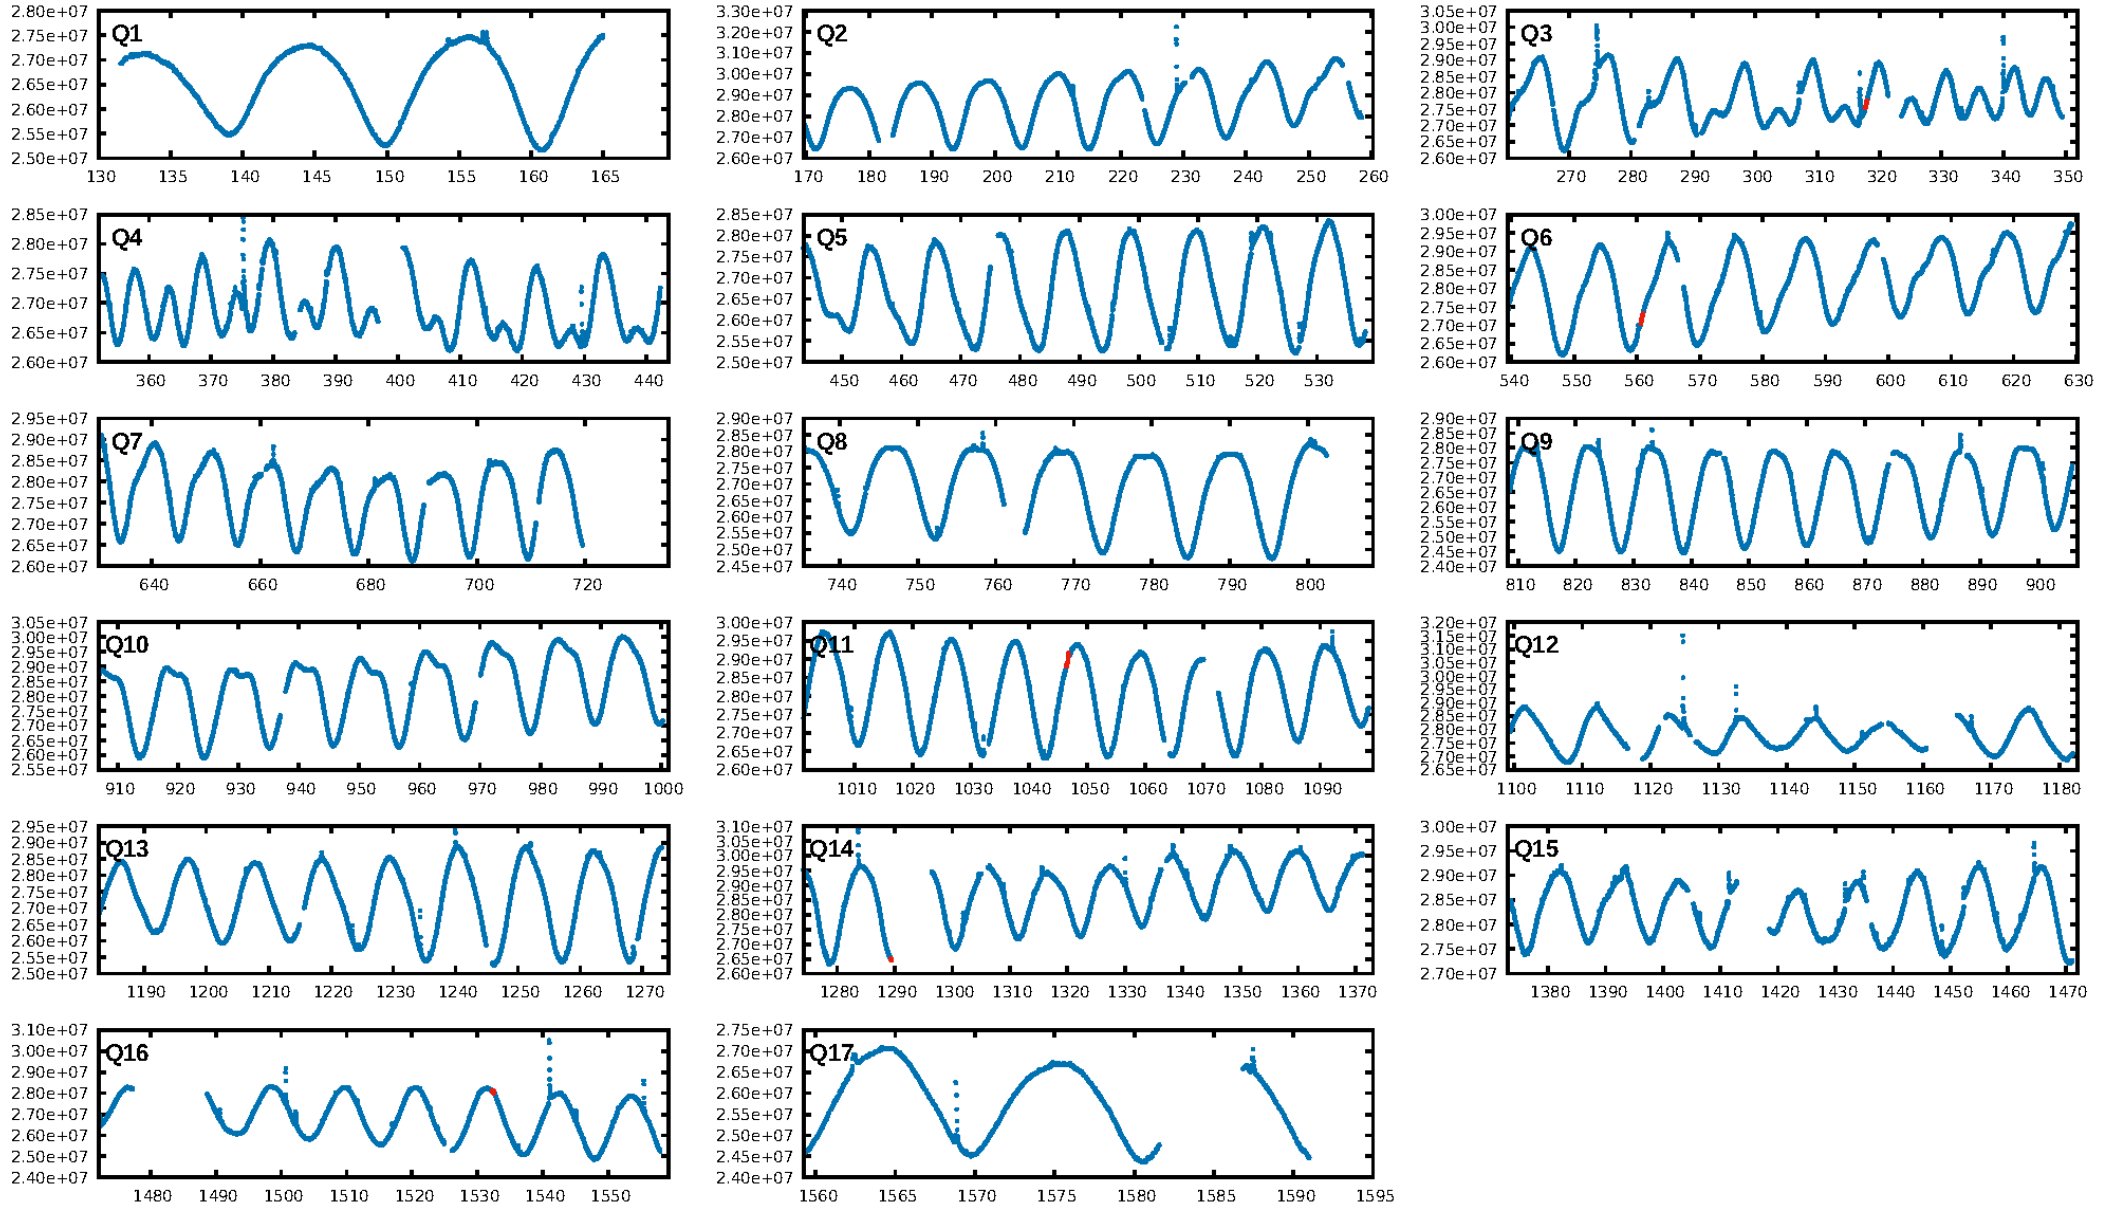 2.80e+07 2.75e+07 2.70e+07 2.65e+07 2.60e+07 2.55e+07 2.50e+07
Q1
130 135 140 145 150 155 160 165
3.30e+07 3.20e+07 3.10e+07 3.00e+07 2.90e+07 2.80e+07 2.70e+07 2.60e+07
Q2
170 180 190 200 210 220 230 240 250 260
3.05e+07 3.00e+07 2.95e+07 2.90e+07 2.85e+07 2.80e+07 2.75e+07 2.70e+07 2.65e+07 2.60e+07
Q3
270 280 290 300 310 320 330 340 350
2.85e+07 2.80e+07 2.75e+07 2.70e+07 2.65e+07 2.60e+07
Q4
360 370 380 390 400 410 420 430 440
2.85e+07 2.80e+07 2.75e+07 2.70e+07 2.65e+07 2.60e+07 2.55e+07 2.50e+07
Q5
450 460 470 480 490 500 510 520 530
3.00e+07 2.95e+07 2.90e+07 2.85e+07 2.80e+07 2.75e+07 2.70e+07 2.65e+07 2.60e+07
Q6
540 550 560 570 580 590 600 610 620 630
2.95e+07 2.90e+07 2.85e+07 2.80e+07 2.75e+07 2.70e+07 2.65e+07 2.60e+07
Q7
640 660 680 700 720
2.90e+07 2.85e+07 2.80e+07 2.75e+07 2.70e+07 2.65e+07 2.60e+07 2.55e+07 2.50e+07 2.45e+07
Q8
740 750 760 770 780 790 800
2.90e+07 2.85e+07 2.80e+07 2.75e+07 2.70e+07 2.65e+07 2.60e+07 2.55e+07 2.50e+07 2.45e+07 2.40e+07
Q9
810 820 830 840 850 860 870 880 890 900
3.05e+07 3.00e+07 2.95e+07 2.90e+07 2.85e+07 2.80e+07 2.75e+07 2.70e+07 2.65e+07 2.60e+07 2.55e+07
Q10
910 920 930 940 950 960 970 980 990 1000
3.00e+07 2.95e+07 2.90e+07 2.85e+07 2.80e+07 2.75e+07 2.70e+07 2.65e+07 2.60e+07
Q11
1010 1020 1030 1040 1050 1060 1070 1080 1090
3.20e+07 3.15e+07 3.10e+07 3.05e+07 3.00e+07 2.95e+07 2.90e+07 2.85e+07 2.80e+07 2.75e+07 2.70e+07 2.65e+07
Q12
1100 1110 1120 1130 1140 1150 1160 1170 1180
2.95e+07 2.90e+07 2.85e+07 2.80e+07 2.75e+07 2.70e+07 2.65e+07 2.60e+07 2.55e+07 2.50e+07
Q13
1190 1200 1210 1220 1230 1240 1250 1260 1270
3.10e+07 3.05e+07 3.00e+07 2.95e+07 2.90e+07 2.85e+07 2.80e+07 2.75e+07 2.70e+07 2.65e+07 2.60e+07
Q14
1280 1290 1300 1310 1320 1330 1340 1350 1360 1370
3.00e+07 2.95e+07 2.90e+07 2.85e+07 2.80e+07 2.75e+07 2.70e+07
Q15
1380 1390 1400 1410 1420 1430 1440 1450 1460 1470
3.10e+07 3.00e+07 2.90e+07 2.80e+07 2.70e+07 2.60e+07 2.50e+07 2.40e+07
Q16
1480 1490 1500 1510 1520 1530 1540 1550
2.75e+07 2.70e+07 2.65e+07 2.60e+07 2.55e+07 2.50e+07 2.45e+07 2.40e+07
Q17
1560 1565 1570 1575 1580 1585 1590 1595